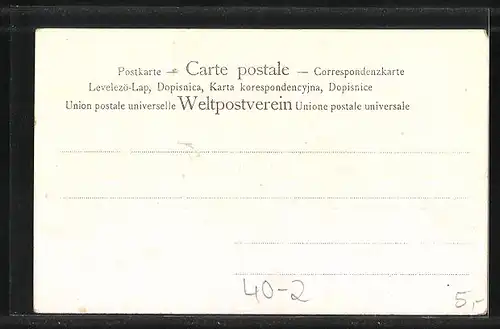 Postkarte — Carte postale — Correspondenzkarte
Levelezö-Lap, Dopisnica, Karta korespondencyjna, Dopisnice
Union postale universelle Weltpostverein Unione postale universale
40-2
5,-